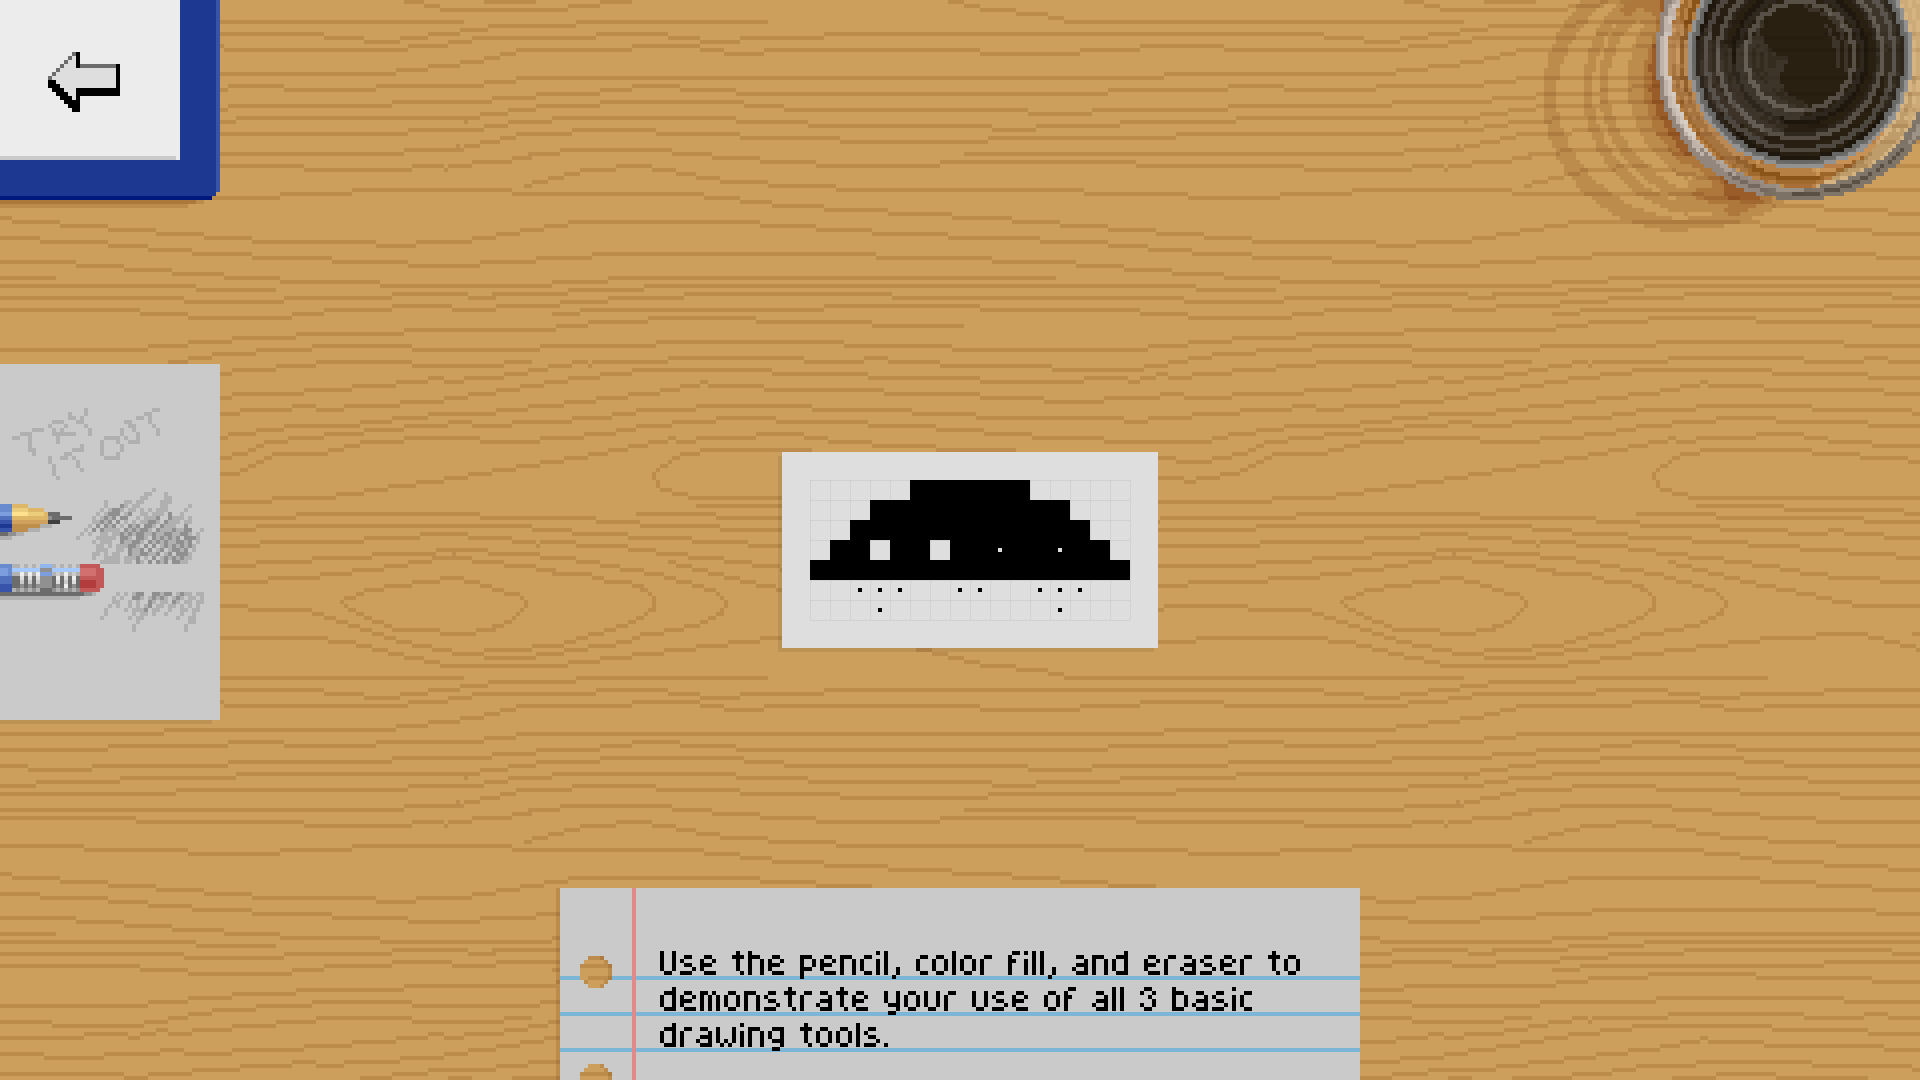 TRY
IT OUT
Use the pencil, color fill, and eraser to
demonstrate your use of all 3 basic
drawing tools.